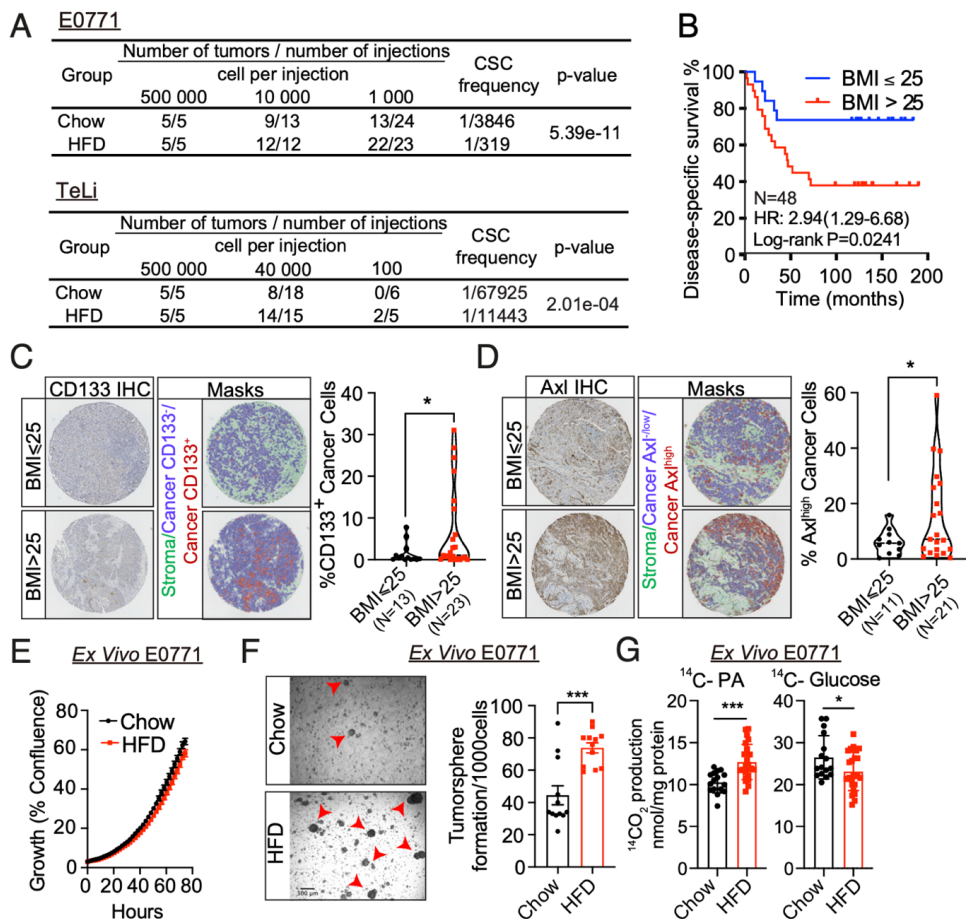 A
E0771
Number of tumors / number of injections
Group
cell per injection
CSC frequency
p-value
500 000 10 000 1 000
Chow 5/5 9/13 13/24 1/3846
5.39e-11
HFD 5/5 12/12 22/23 1/319
TeLi
Number of tumors / number of injections
Group
cell per injection
CSC frequency
p-value
500 000 40 000 100
Chow 5/5 8/18 0/6 1/67925
2.01e-04
HFD 5/5 14/15 2/5 1/11443
B
Disease-specific survival %
100
80
60
40
20
0
BMI ≤ 25
BMI > 25
N=48
HR: 2.94(1.29-6.68)
Log-rank P=0.0241
0 50 100 150 200
Time (months)
C
CD133 IHC
Masks
BMI≤25
BMI>25
Stroma/Cancer CD133-/
Cancer CD133+
%CD133+ Cancer Cells
40
30
20
10
0
*
BMI≤25
(N=13)
BMI>25
(N=23)
D
Axl IHC
Masks
BMI≤25
BMI>25
Stroma/Cancer Axl-/low/
Cancer Axlhigh
% Axlhigh Cancer Cells
60
40
20
0
*
BMI≤25
(N=11)
BMI>25
(N=21)
E
Ex Vivo E0771
Growth (% Confluence)
80
60
40
20
0
Chow
HFD
0 20 40 60 80
Hours
F
Ex Vivo E0771
Chow
HFD
100 μm
Tumorsphere
formation/1000cells
100
80
60
40
20
0
***
Chow
HFD
G
Ex Vivo E0771
14C- PA
14C- Glucose
14CO2 production
nmol/mg protein
20
15
10
5
0
***
Chow
HFD
40
30
20
10
0
*
Chow
HFD